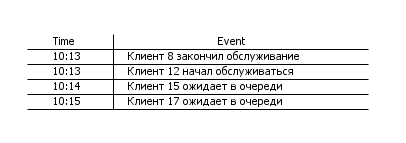 Time Event
10:13 Клиент 8 закончил обслуживание
10:13 Клиент 12 начал обслуживаться
10:14 Клиент 15 ожидает в очереди
10:15 Клиент 17 ожидает в очереди